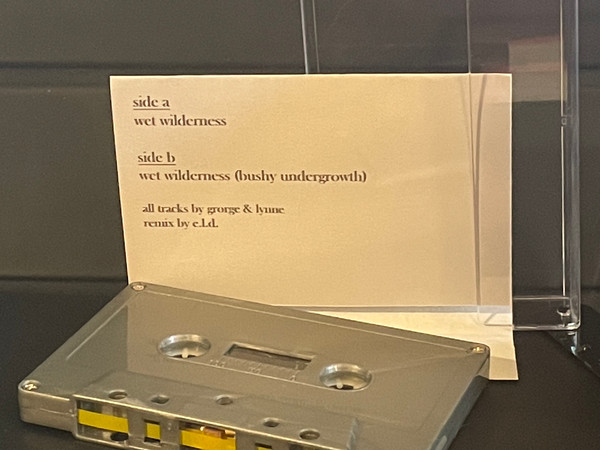 side a
wet wilderness
side b
wet wilderness (bushy undergrowth)
all tracks by grorge & lynne
remix by e.l.d.